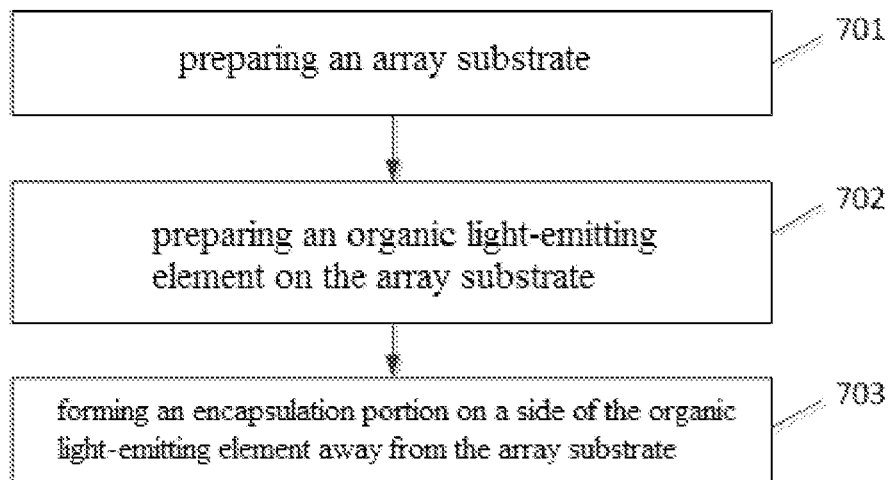 preparing an array substrate
701
preparing an organic light-emitting
element on the array substrate
702
forming an encapsulation portion on a side of the organic
light-emitting element away from the array substrate
703